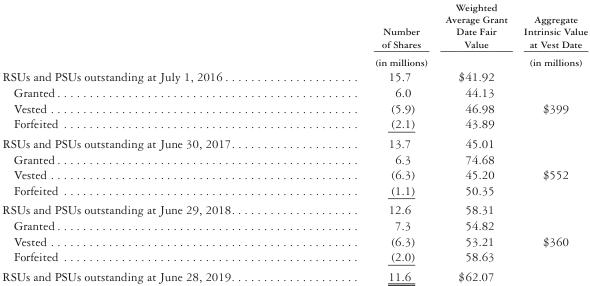 Weighted
Average Grant Aggregate
Number Date Fair Intrinsic Value
of Shares Value at Vest Date
(in millions) (in millions)
RSUs and PSUs outstanding at July 1, 2016 . . . . . . . . . . . . . . . . . . . . 15.7 $41.92
Granted . . . . . . . . . . . . . . . . . . . . . . . . . . . . . . . . . . . . . . . . . . . 6.0 44.13
Vested . . . . . . . . . . . . . . . . . . . . . . . . . . . . . . . . . . . . . . . . . . . . (5.9) 46.98 $399
Forfeited . . . . . . . . . . . . . . . . . . . . . . . . . . . . . . . . . . . . . . . . . . (2.1) 43.89
RSUs and PSUs outstanding at June 30, 2017. . . . . . . . . . . . . . . . . . . 13.7 45.01
Granted . . . . . . . . . . . . . . . . . . . . . . . . . . . . . . . . . . . . . . . . . . . 6.3 74.68
Vested . . . . . . . . . . . . . . . . . . . . . . . . . . . . . . . . . . . . . . . . . . . . (6.3) 45.20 $552
Forfeited . . . . . . . . . . . . . . . . . . . . . . . . . . . . . . . . . . . . . . . . . . (1.1) 50.35
RSUs and PSUs outstanding at June 29, 2018. . . . . . . . . . . . . . . . . . . 12.6 58.31
Granted . . . . . . . . . . . . . . . . . . . . . . . . . . . . . . . . . . . . . . . . . . . 7.3 54.82
Vested . . . . . . . . . . . . . . . . . . . . . . . . . . . . . . . . . . . . . . . . . . . . (6.3) 53.21 $360
Forfeited . . . . . . . . . . . . . . . . . . . . . . . . . . . . . . . . . . . . . . . . . . (2.0) 58.63
RSUs and PSUs outstanding at June 28, 2019. . . . . . . . . . . . . . . . . . . 11.6 $62.07